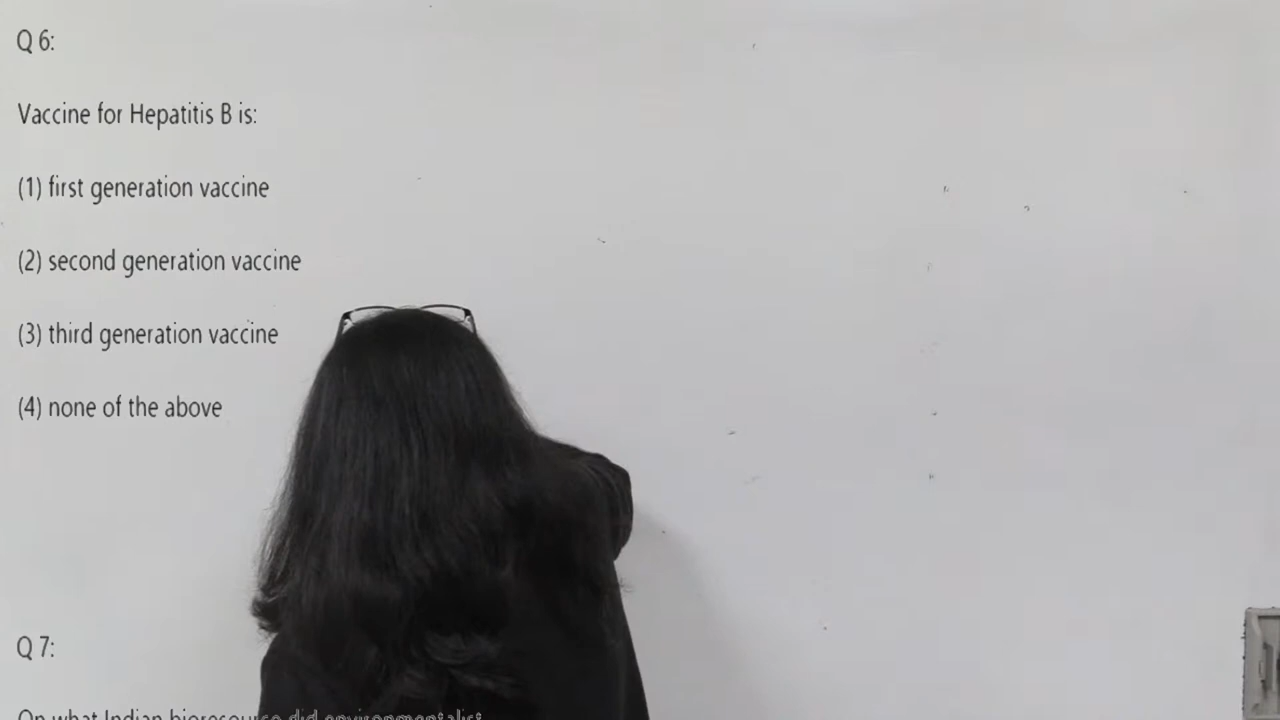 Q 6:
Vaccine for Hepatitis B is:
(1) first generation vaccine
(2) second generation vaccine
(3) third generation vaccine
(4) none of the above
Q 7:
On what Indian bioresource did environmentalist